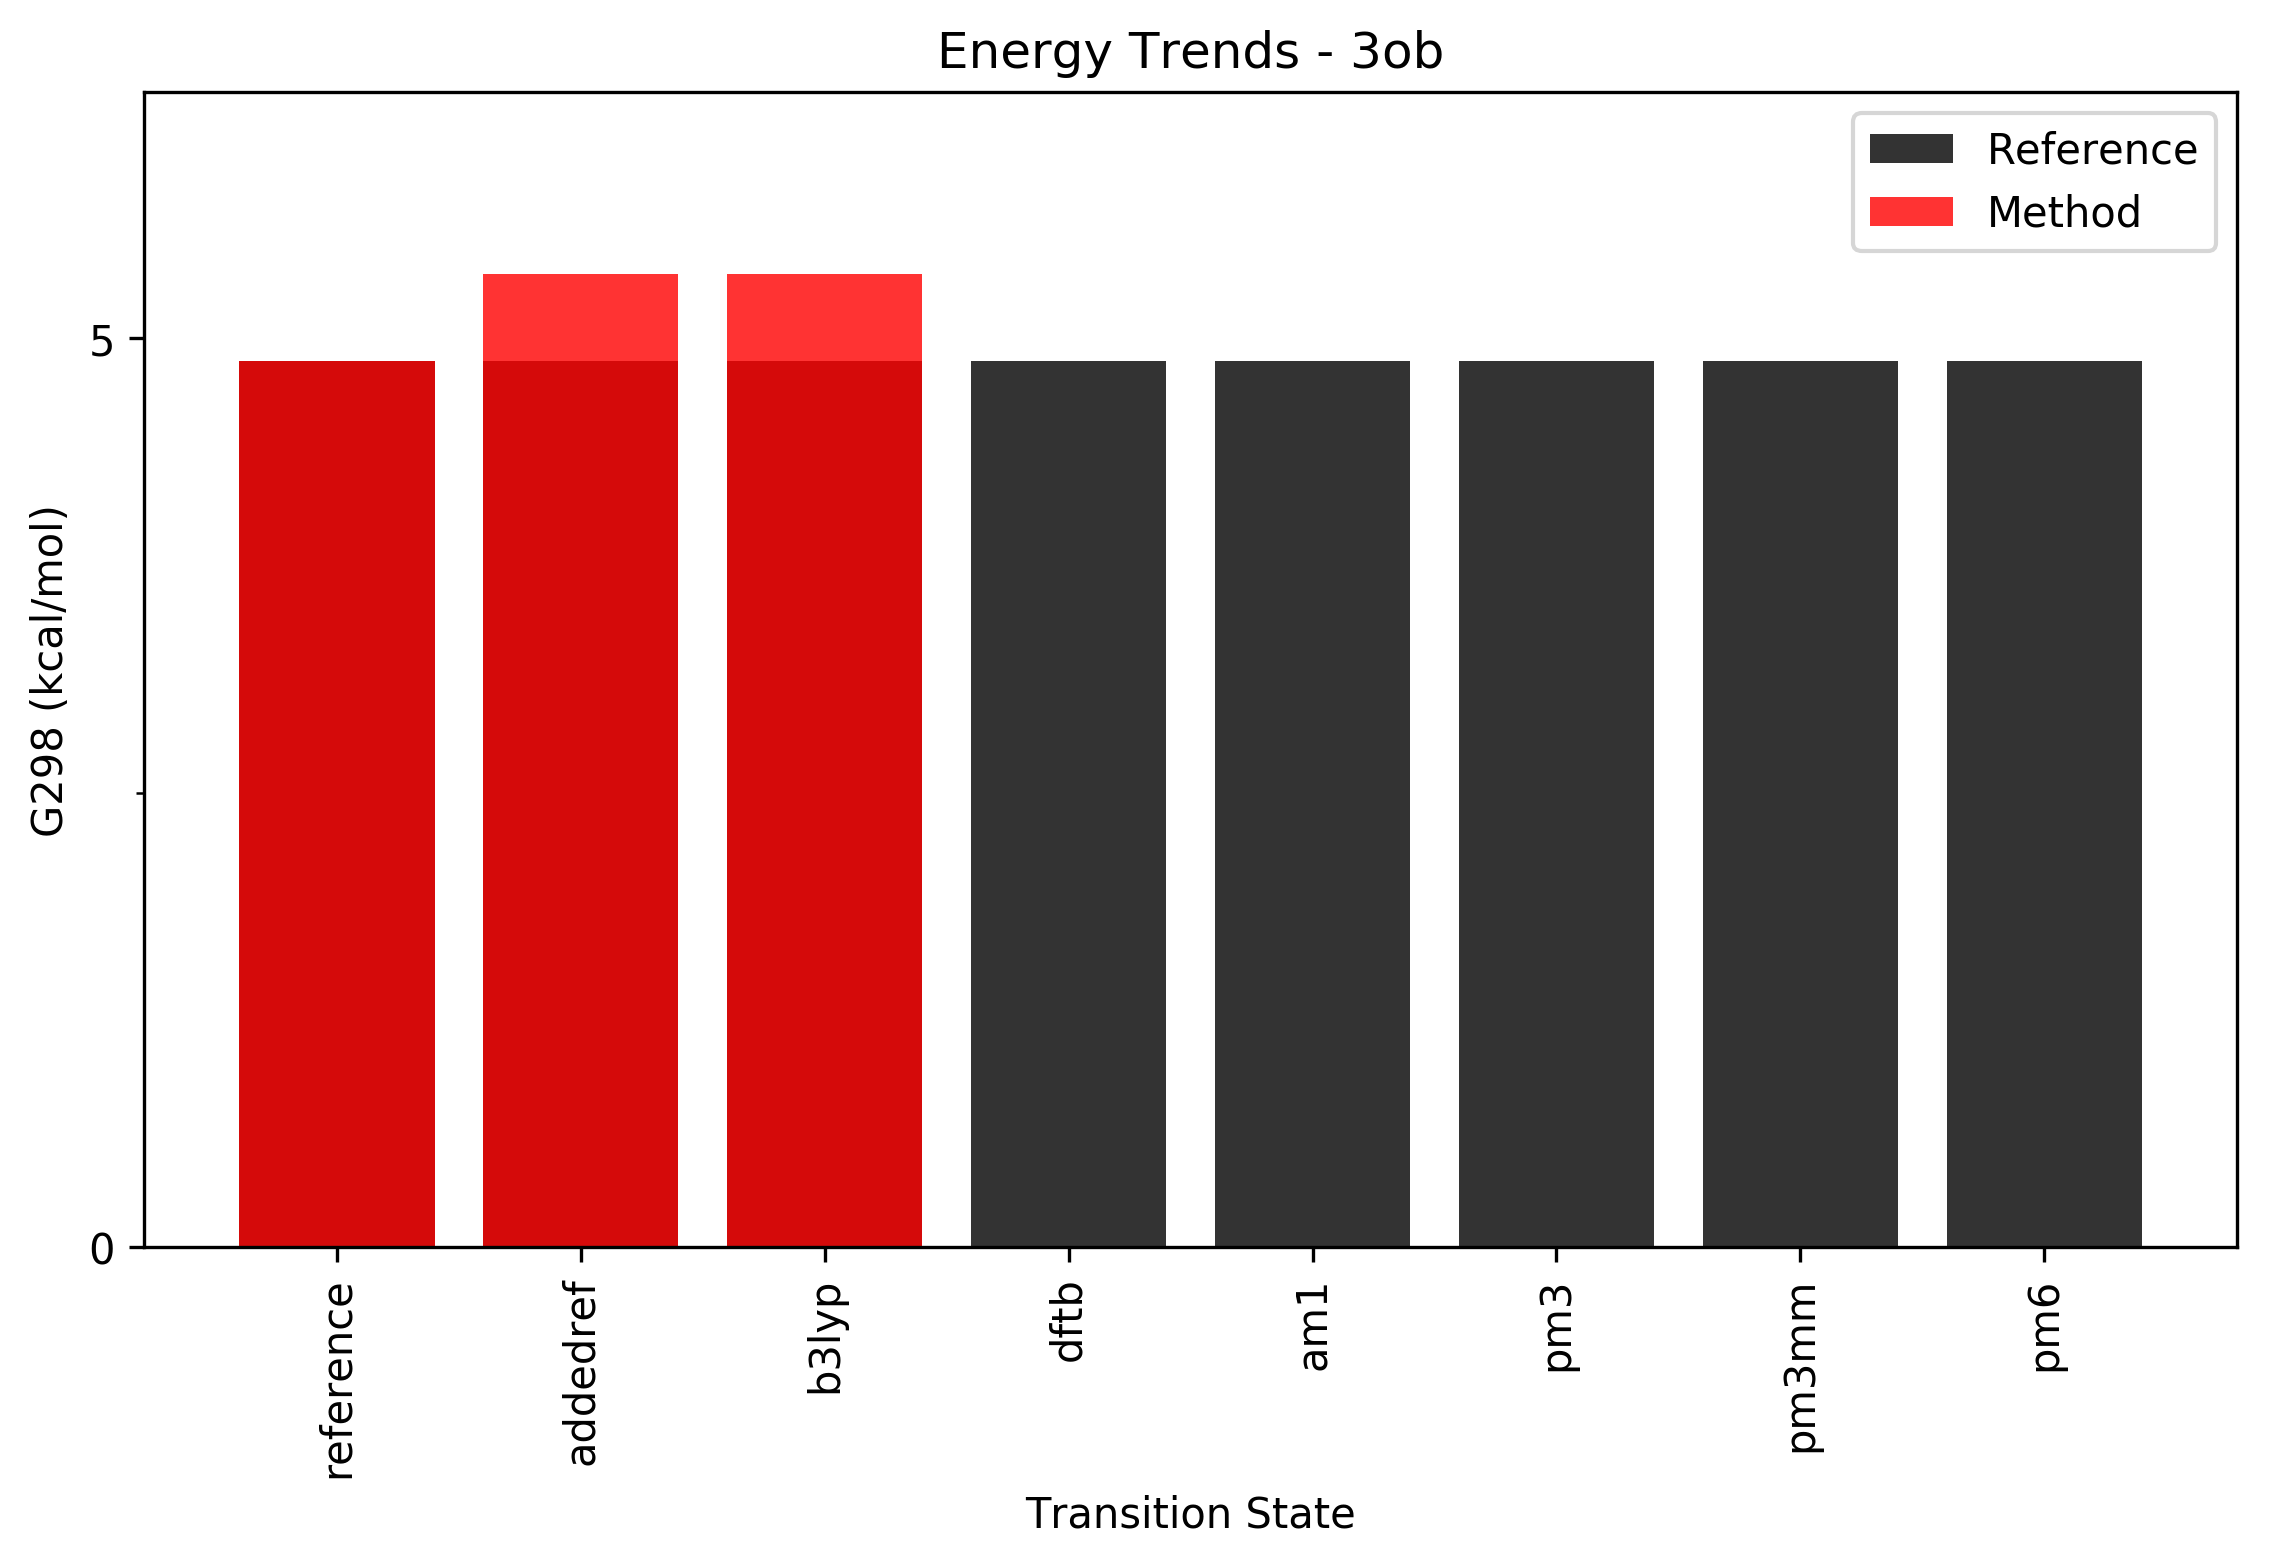 Energy Trends - 3ob
Reference
Method
5
0
G298 (kcal/mol)
reference
addedref
b3lyp
dftb
am1
pm3
pm3mm
pm6
Transition State